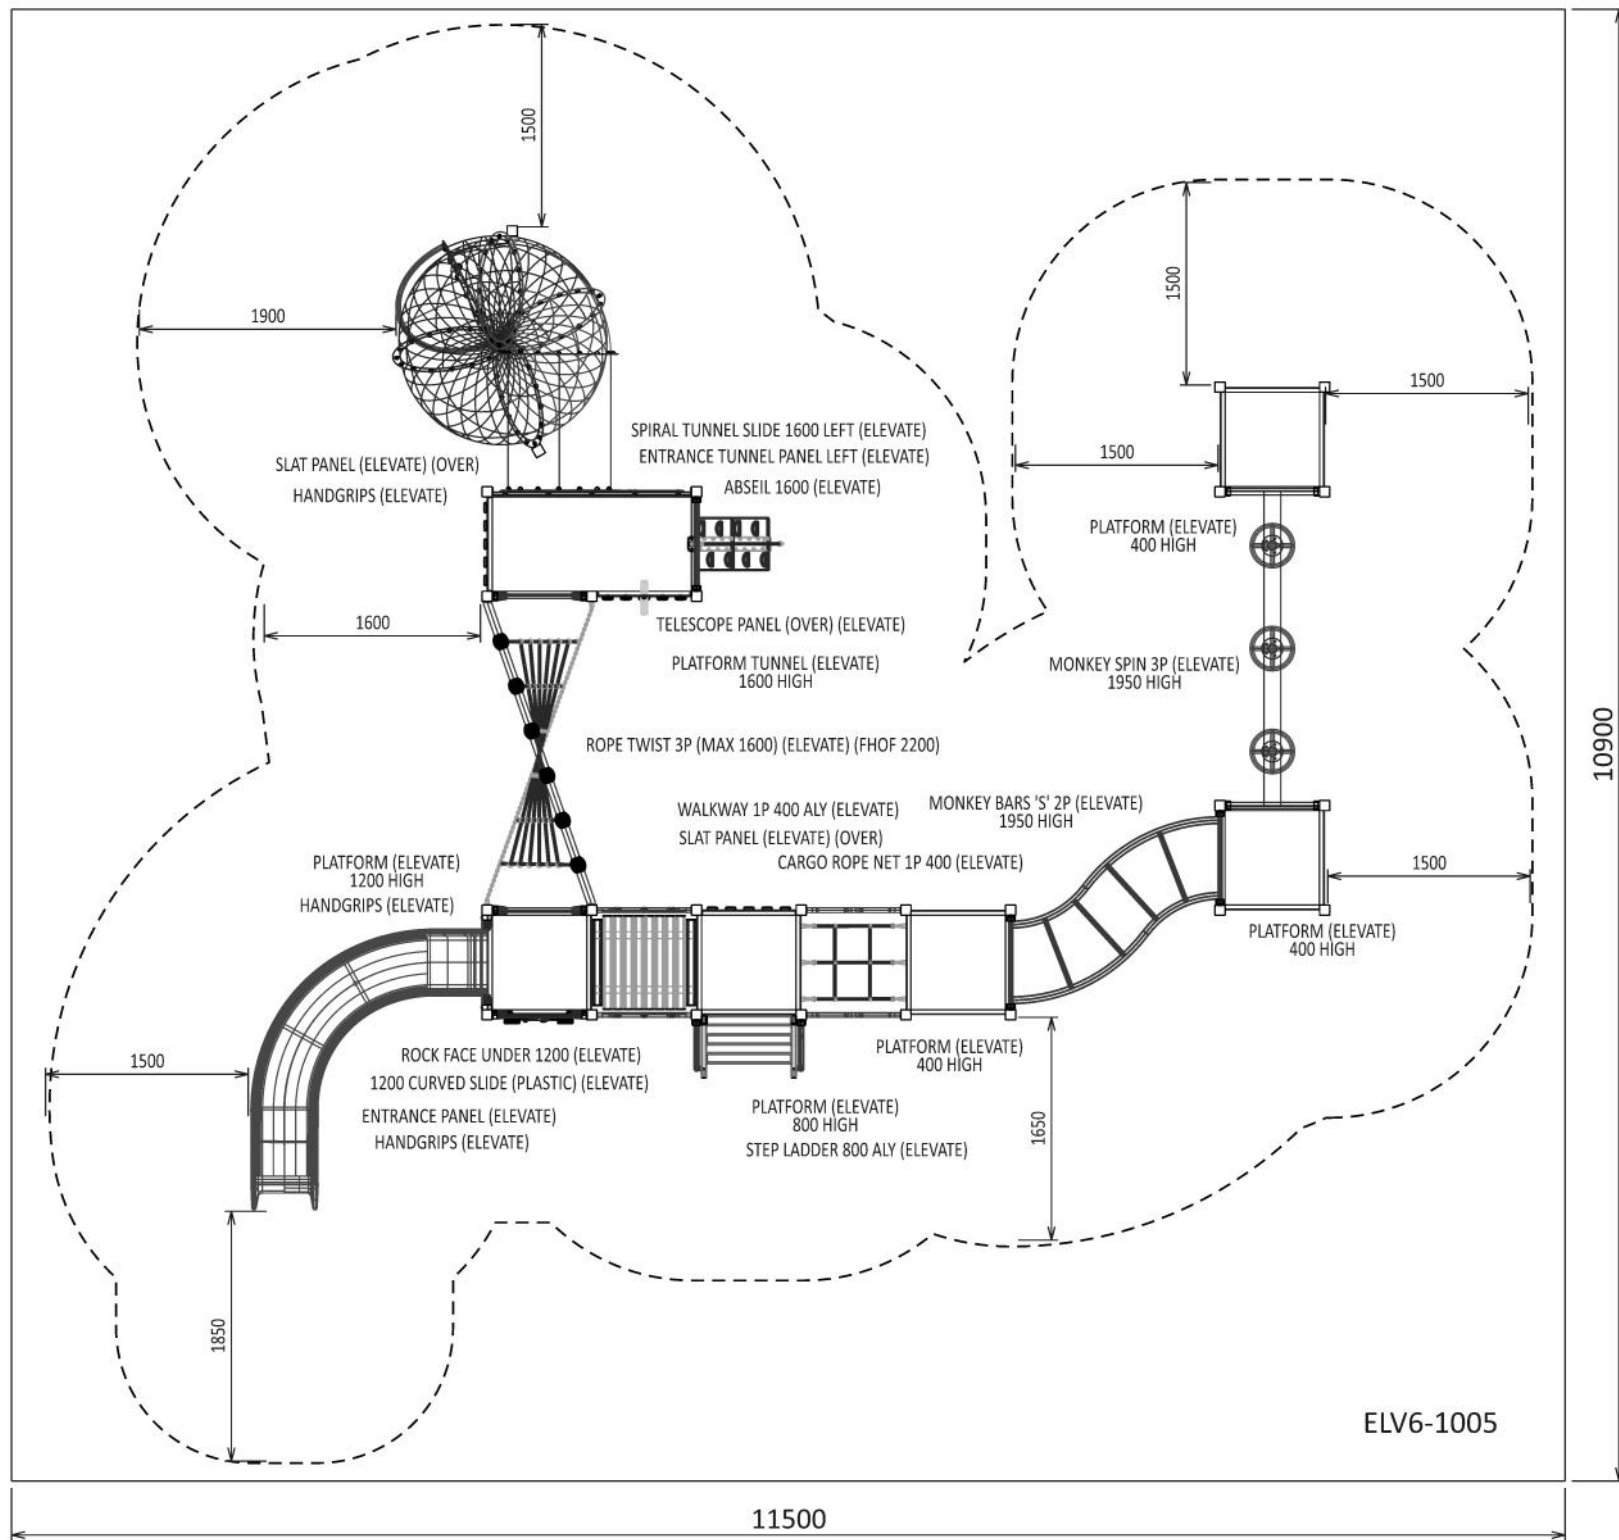 1500
1500
1900
1500
1500
SPIRAL TUNNEL SLIDE 1600 LEFT (ELEVATE)
ENTRANCE TUNNEL PANEL LEFT (ELEVATE)
ABSEIL 1600 (ELEVATE)
SLAT PANEL (ELEVATE) (OVER)
HANDGRIPS (ELEVATE)
PLATFORM (ELEVATE)
400 HIGH
1600
TELESCOPE PANEL (OVER) (ELEVATE)
PLATFORM TUNNEL (ELEVATE)
1600 HIGH
MONKEY SPIN 3P (ELEVATE)
1950 HIGH
ROPE TWIST 3P (MAX 1600) (ELEVATE) (FHOF 2200)
10900
WALKWAY 1P 400 ALY (ELEVATE)
SLAT PANEL (ELEVATE) (OVER)
CARGO ROPE NET 1P 400 (ELEVATE)
MONKEY BARS 'S' 2P (ELEVATE)
1950 HIGH
PLATFORM (ELEVATE)
1200 HIGH
HANDGRIPS (ELEVATE)
1500
PLATFORM (ELEVATE)
400 HIGH
1500
ROCK FACE UNDER 1200 (ELEVATE)
1200 CURVED SLIDE (PLASTIC) (ELEVATE)
ENTRANCE PANEL (ELEVATE)
HANDGRIPS (ELEVATE)
PLATFORM (ELEVATE)
400 HIGH
PLATFORM (ELEVATE)
800 HIGH
STEP LADDER 800 ALY (ELEVATE)
1650
1850
ELV6-1005
11500